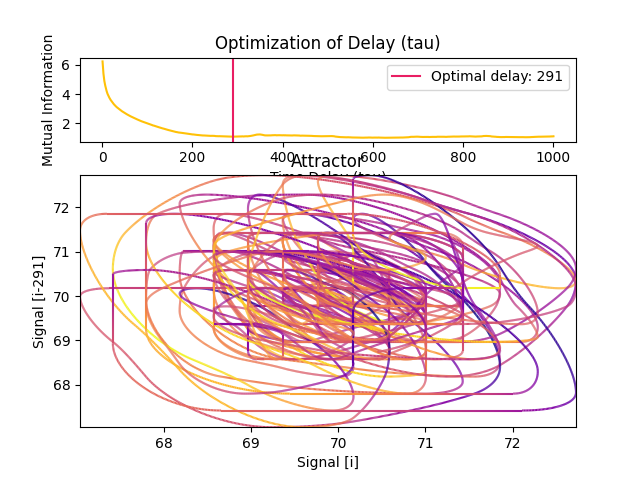 Optimization of Delay (tau)
Mutual Information
6
4
2
Optimal delay: 291
0 200 400 600 800 1000
Time Delay (tau)
Attractor
Signal [i-291]
72
71
70
69
68
68 69 70 71 72
Signal [i]